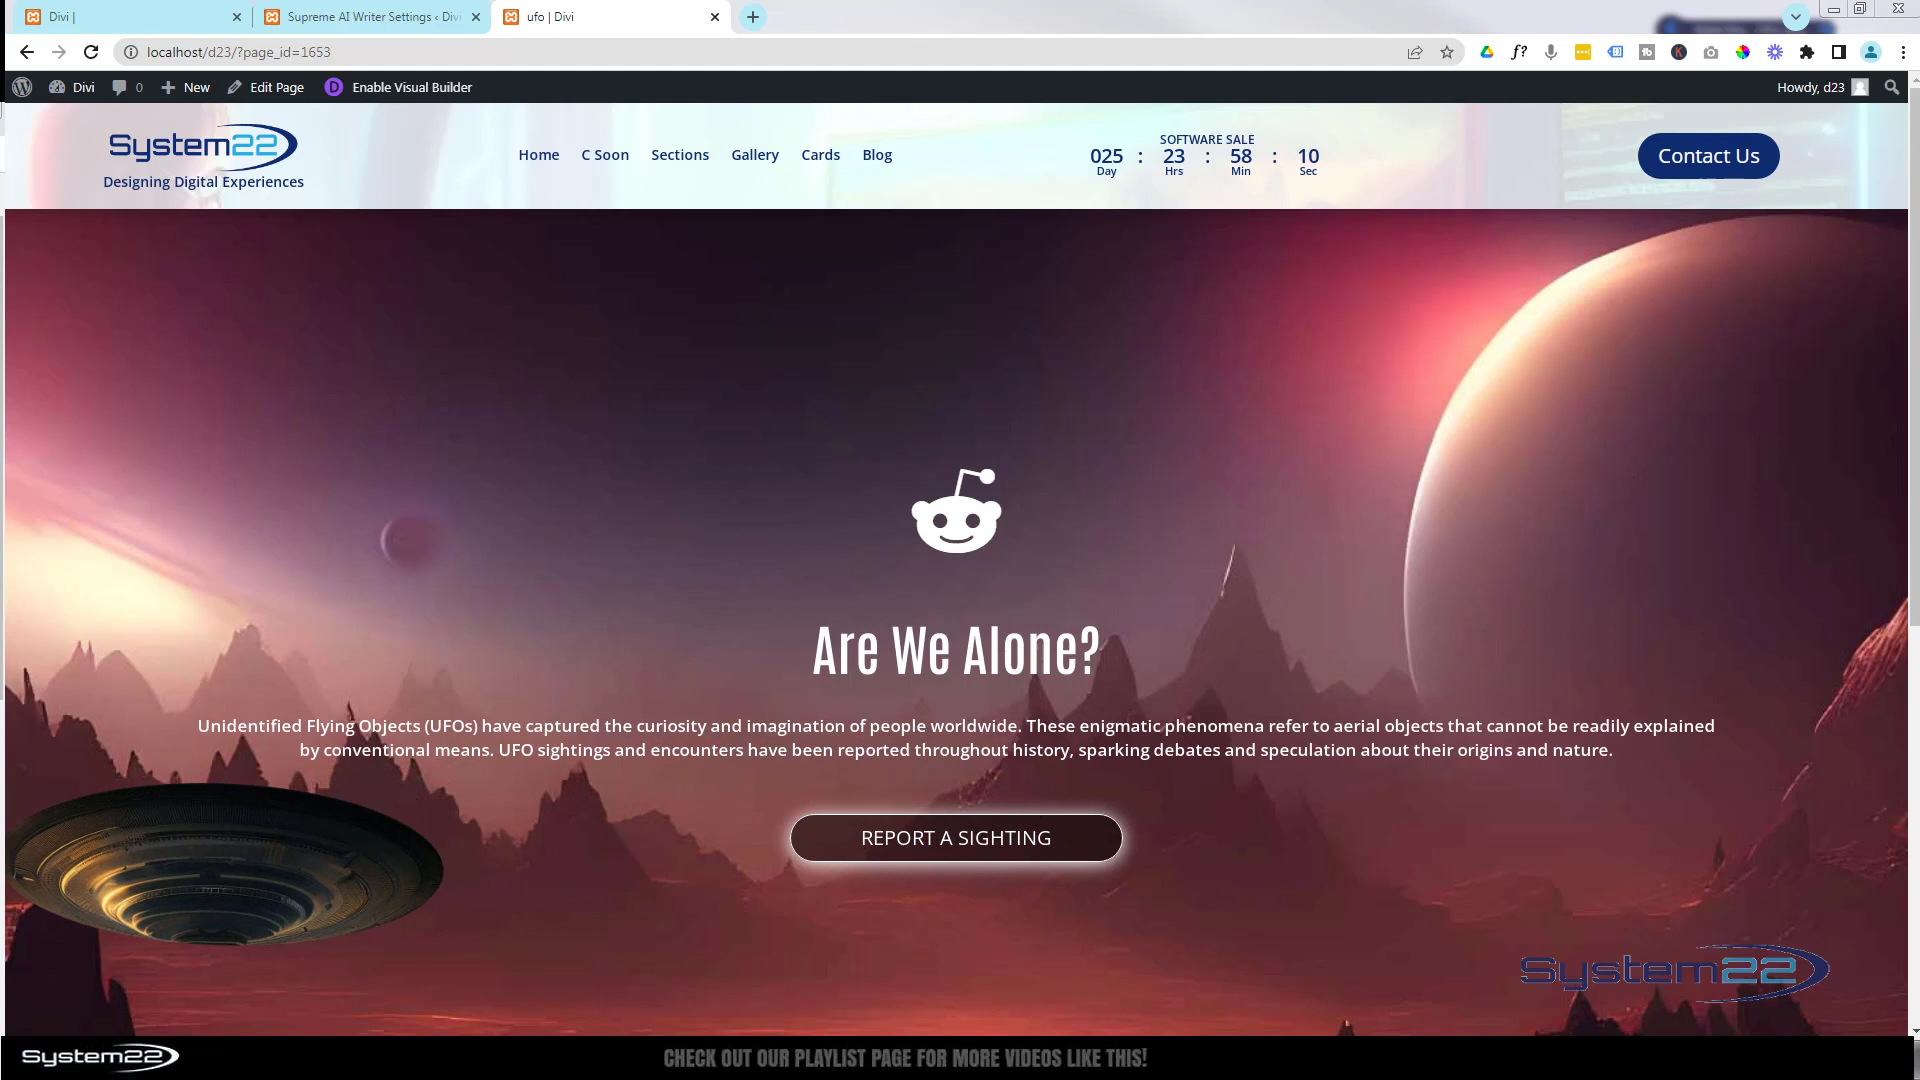 Divi |
Supreme AI Writer Settings ‹ Divi
ufo | Divi
localhost/d23/?page_id=1653
Divi
0
New
Edit Page
D
Enable Visual Builder
Howdy, d23
System22
Designing Digital Experiences
Home
C Soon
Sections
Gallery
Cards
Blog
SOFTWARE SALE
025 : 23 : 58 : 10
Day Hrs Min Sec
Contact Us
Are We Alone?
Unidentified Flying Objects (UFOs) have captured the curiosity and imagination of people worldwide. These enigmatic phenomena refer to aerial objects that cannot be readily explained
by conventional means. UFO sightings and encounters have been reported throughout history, sparking debates and speculation about their origins and nature.
REPORT A SIGHTING
System22
System22
CHECK OUT OUR PLAYLIST PAGE FOR MORE VIDEOS LIKE THIS!